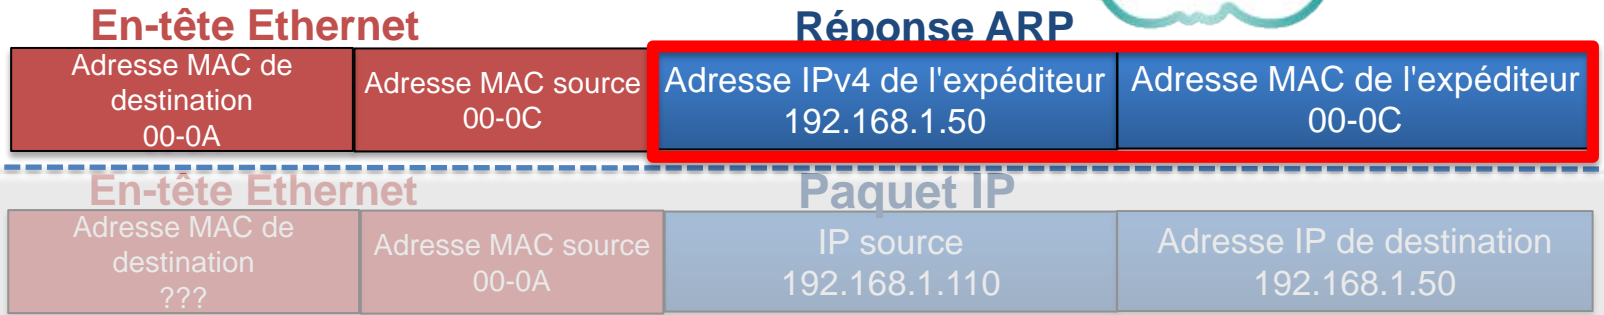 En-tête Ethernet
Réponse ARP
Adresse MAC de
destination
00-0A
Adresse MAC source
00-0C
Adresse IPv4 de l'expéditeur
192.168.1.50
Adresse MAC de l'expéditeur
00-0C
En-tête Ethernet
Paquet IP
Adresse MAC de
destination
???
Adresse MAC source
00-0A
IP source
192.168.1.110
Adresse IP de destination
192.168.1.50